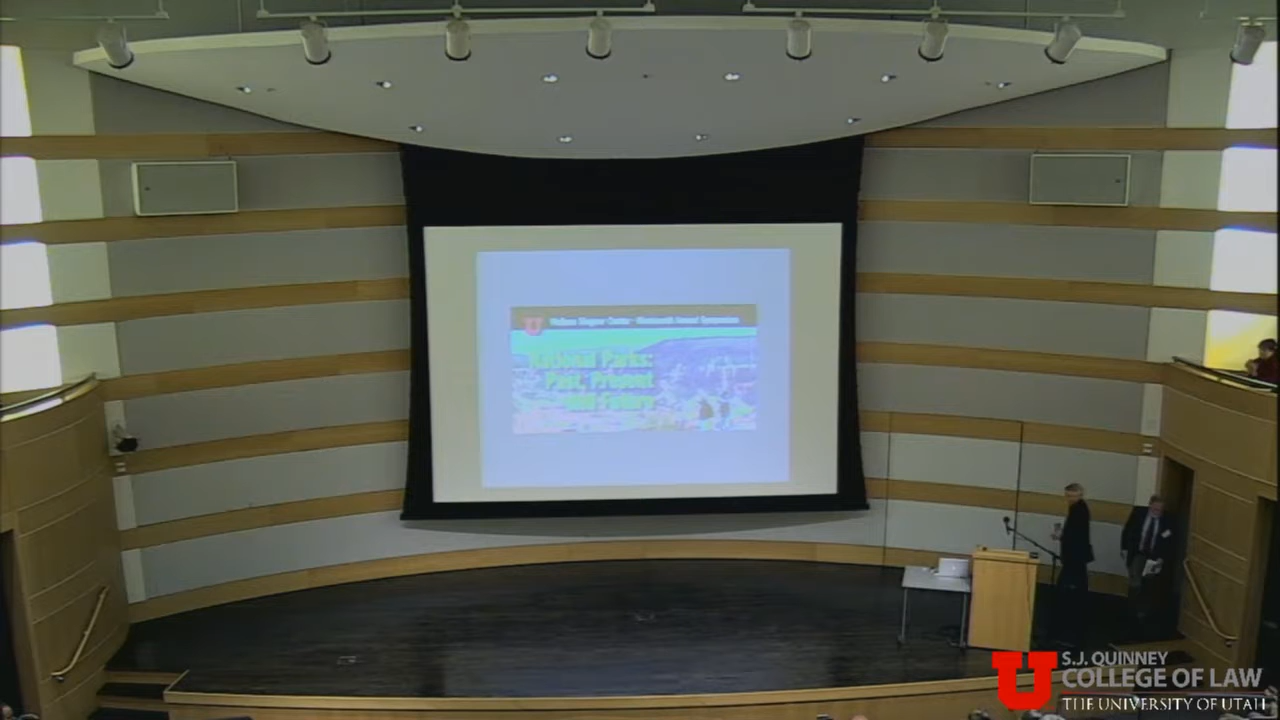 National Parks:
Past, Present
and Future
U S.J. QUINNEY
COLLEGE OF LAW
THE UNIVERSITY OF UTAH